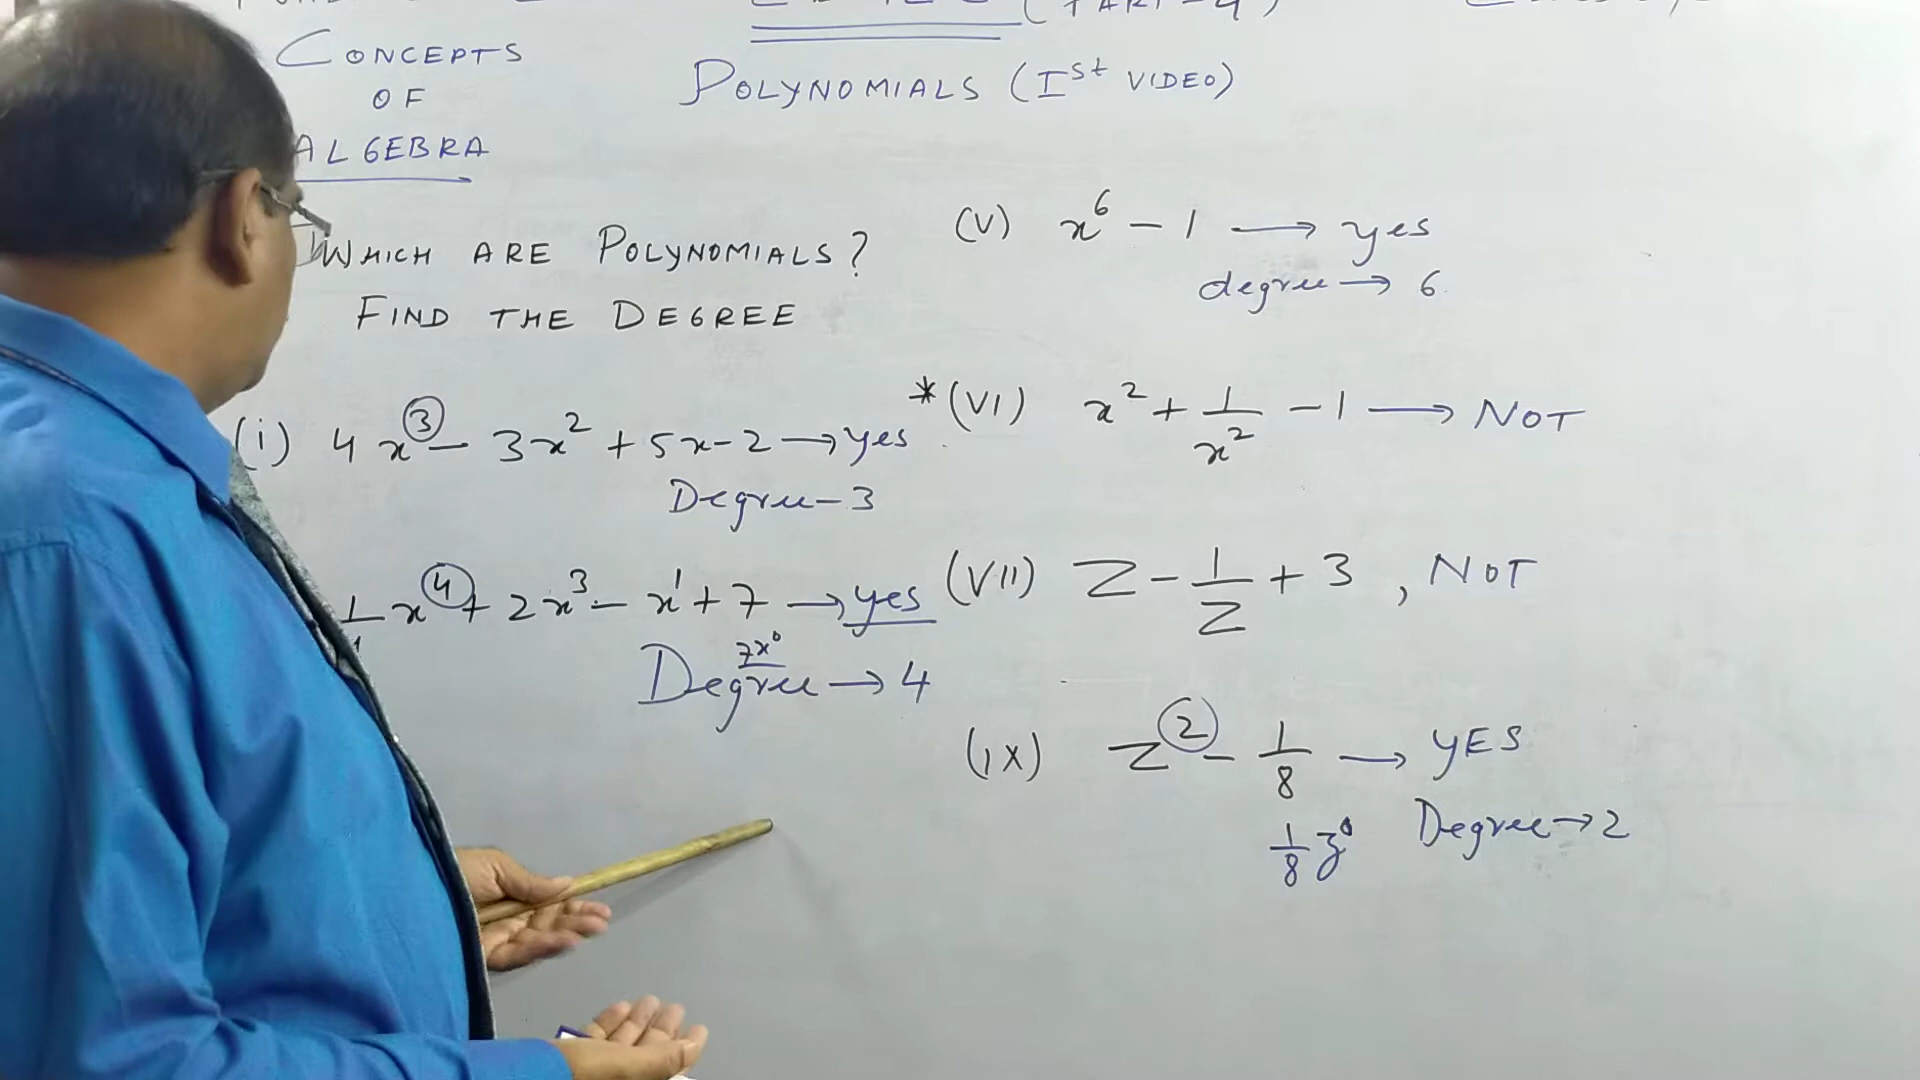 CONCEPTS
OF
ALGEBRA
(PART-4)
POLYNOMIALS (Iˢᵗ VIDEO)
WHICH ARE POLYNOMIALS?
FIND THE DEGREE
(i) 4x³ - 3x² + 5x - 2 → yes
Degree - 3
x⁴ + 2x³ - x¹ + 7 → yes
7x⁰
Degree → 4
(V) x⁶ - 1 → yes
degree → 6
*(VI) x² + 1/x² - 1 → NOT
(VII) Z - 1/Z + 3 , NOT
(IX) Z² - 1/8 → YES
1/8 z⁰ Degree → 2